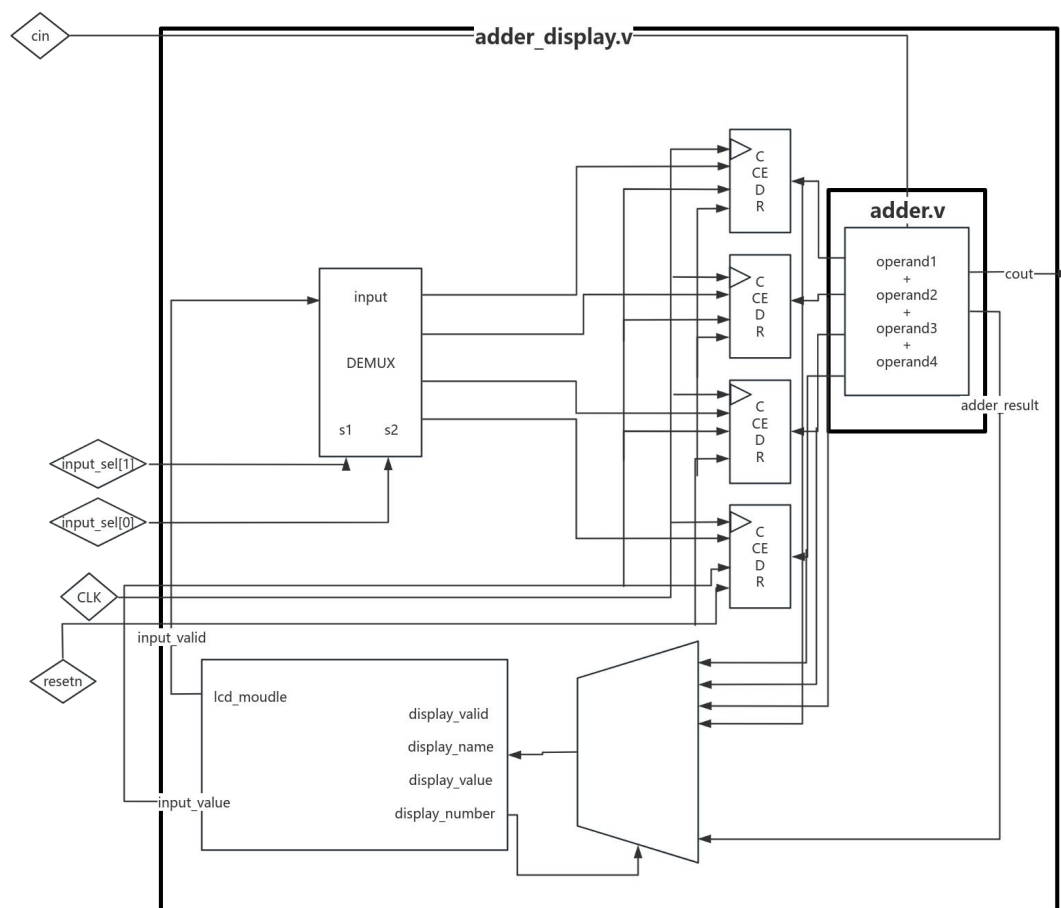 cin
adder_display.v
C
CE
D
R
adder.v
operand1
+
operand2
+
operand3
+
operand4
cout
adder_result
C
CE
D
R
input
DEMUX
s1 s2
C
CE
D
R
input_sel[1]
input_sel[0]
C
CE
D
R
CLK
input_valid
resetn
lcd_moudle
display_valid
display_name
display_value
display_number
input_value